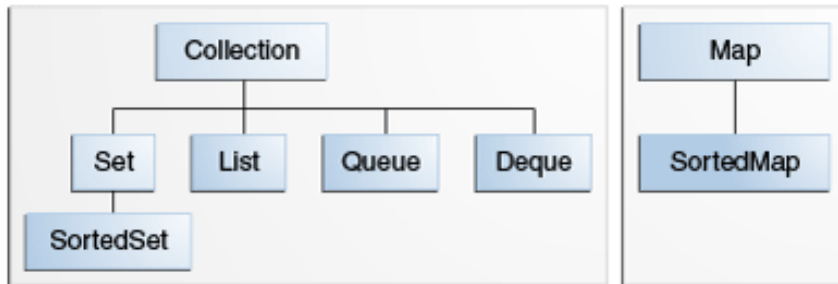 Collection
Map
Set
List
Queue
Deque
SortedMap
SortedSet